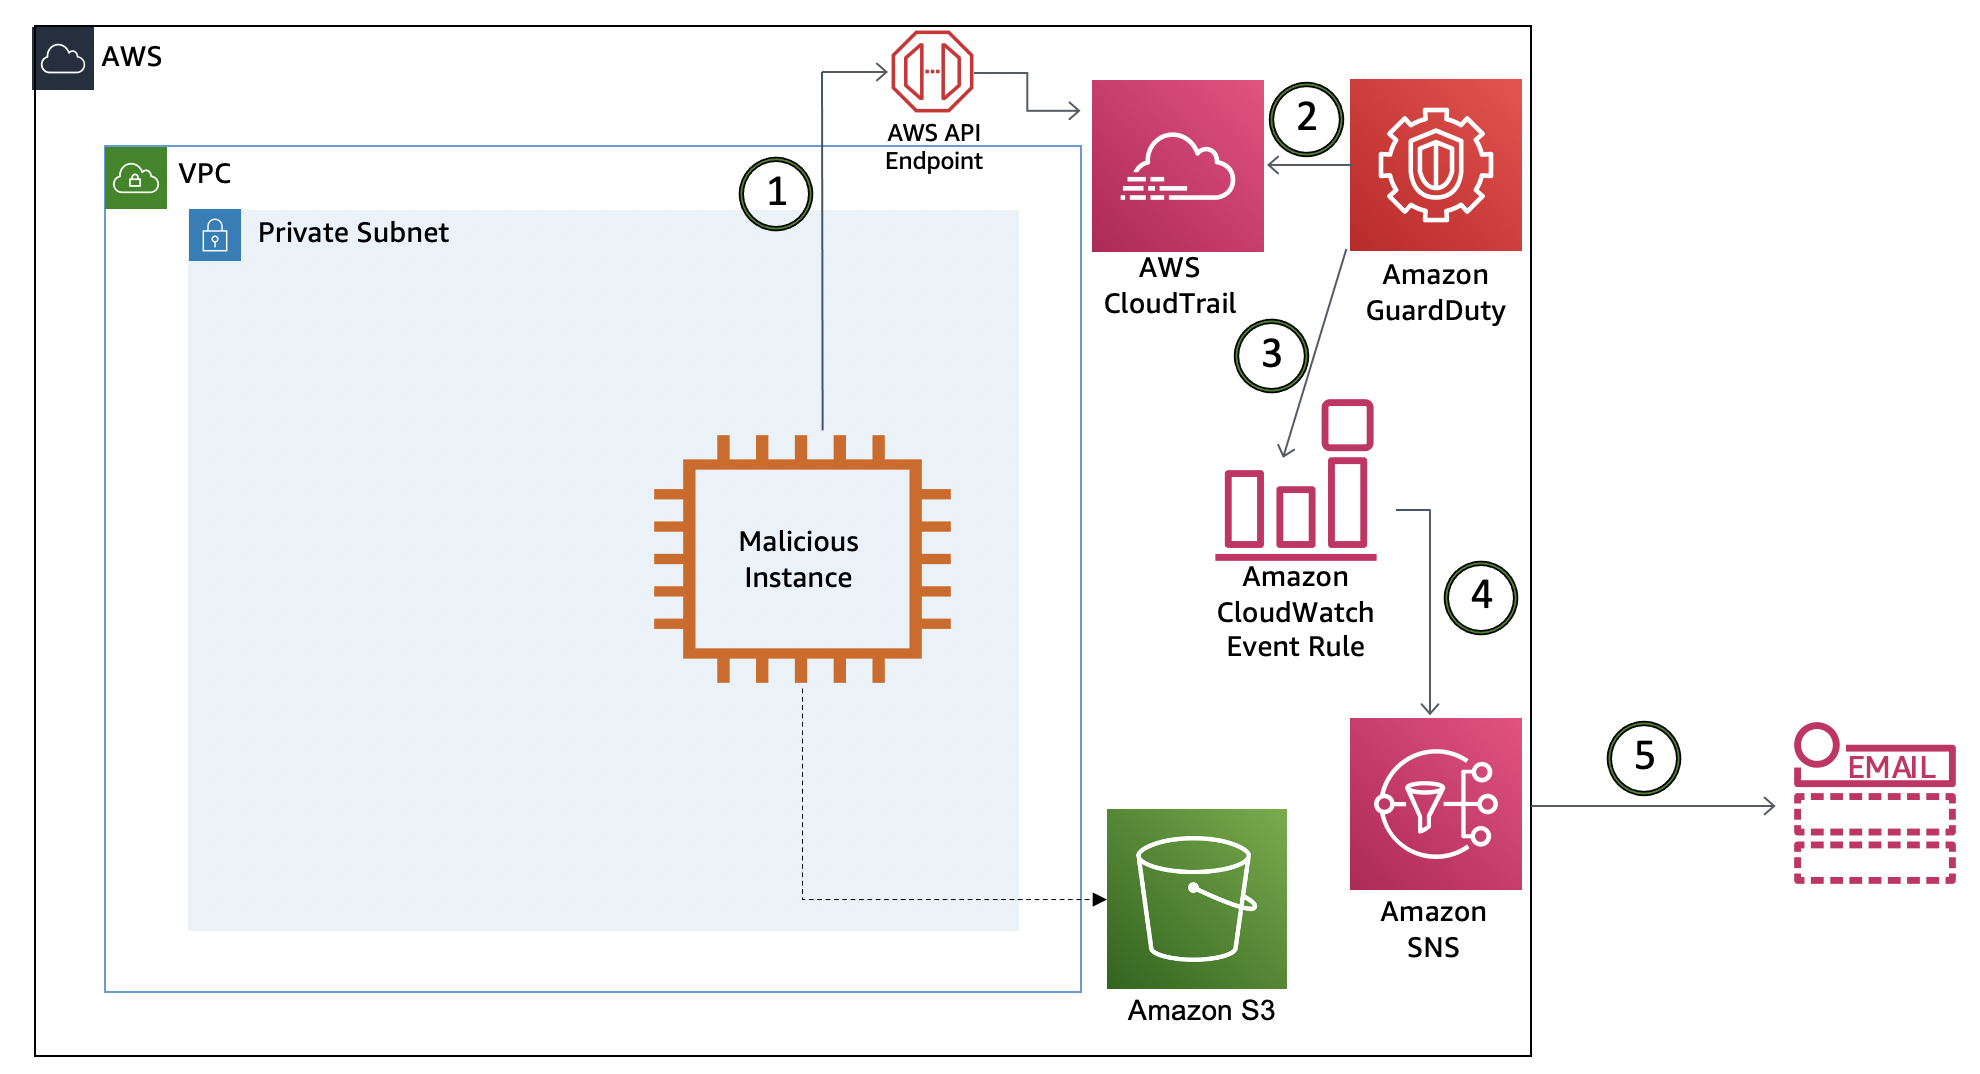 AWS
AWS API
Endpoint
2
VPC
1
Private Subnet
AWS
CloudTrail
Amazon
GuardDuty
3
Malicious
Instance
Amazon
CloudWatch
Event Rule
4
5
EMAIL
Amazon
SNS
Amazon S3